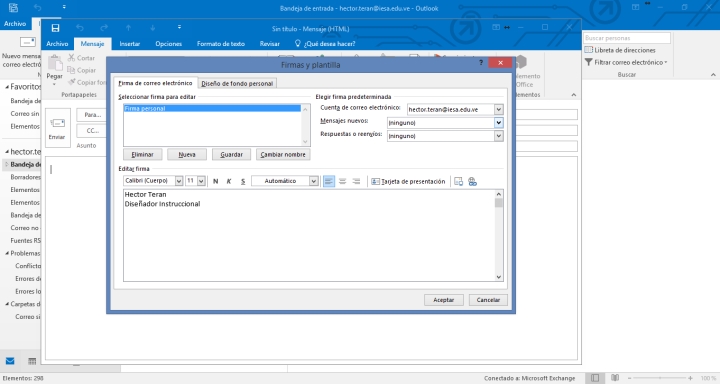 Bandeja de entrada - hector.teran@iesa.edu.ve - Outlook
Archivo
Sin título - Mensaje (HTML)
Archivo Mensaje Insertar Opciones Formato de texto Revisar ¿Qué desea hacer?
Nuevo mensaje
correo electró
Pegar
Cortar
Copiar
Copiar for
Portapapeles
Elemento
Office
Buscar personas
Libreta de direcciones
Filtrar correo electrónico
Buscar
Firmas y plantilla
?
Firma de correo electrónico Diseño de fondo personal
Seleccionar firma para editar
Firma personal
Eliminar Nueva Guardar Cambiar nombre
Elegir firma predeterminada
Cuenta de correo electrónico: hector.teran@iesa.edu.ve
Mensajes nuevos: (ninguno)
Respuestas o reenvíos: (ninguno)
Editar firma
Calibri (Cuerpo) 11 N K S Automático Tarjeta de presentación
Hector Teran
Diseñador Instruccional
Aceptar Cancelar
Enviar
Para...
CC...
Asunto
Favoritos
Bandeja de
Correo sin
Elementos
hector.te
Bandeja de
Borradores
Elementos
Elementos
Bandeja de
Correo no
Fuentes RS
Problemas
Conflicto
Errores d
Errores lo
Carpetas d
Correo si
Elementos: 298
Conectado a: Microsoft Exchange
100 %